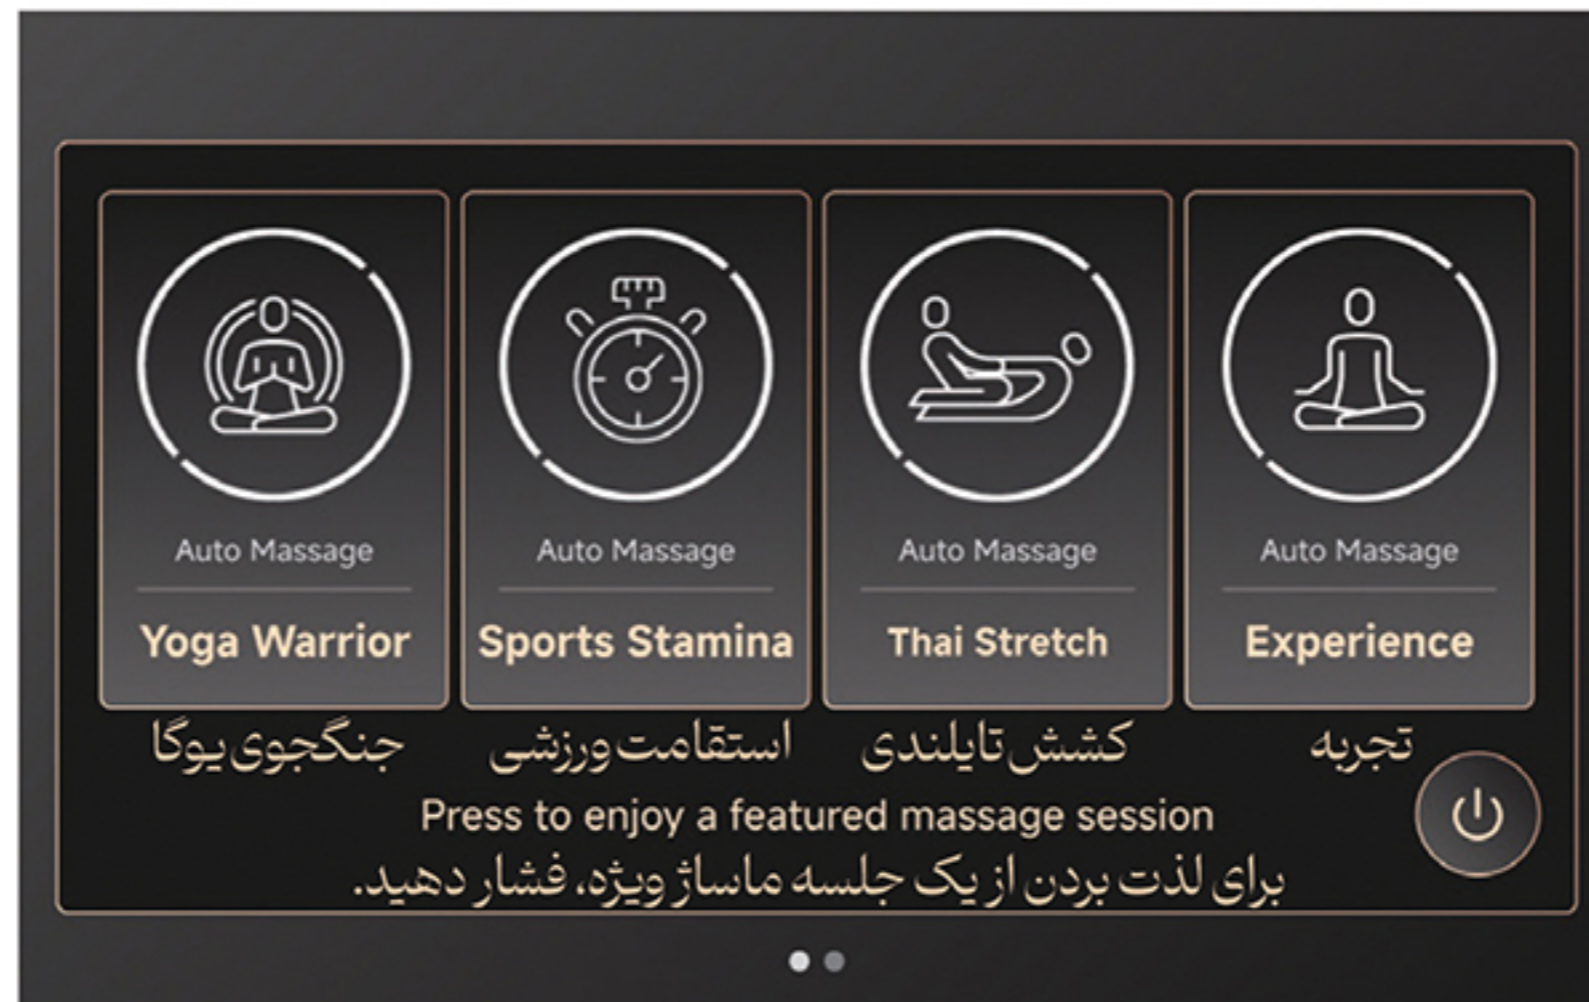 Auto Massage Auto Massage Auto Massage Auto Massage
Yoga Warrior Sports Stamina Thai Stretch Experience
جنگجوی یوگا استقامت ورزشی کشش تایلندی تجربه
Press to enjoy a featured massage session
برای لذت بردن از یک جلسه ماساژ ویژه، فشار دهید.